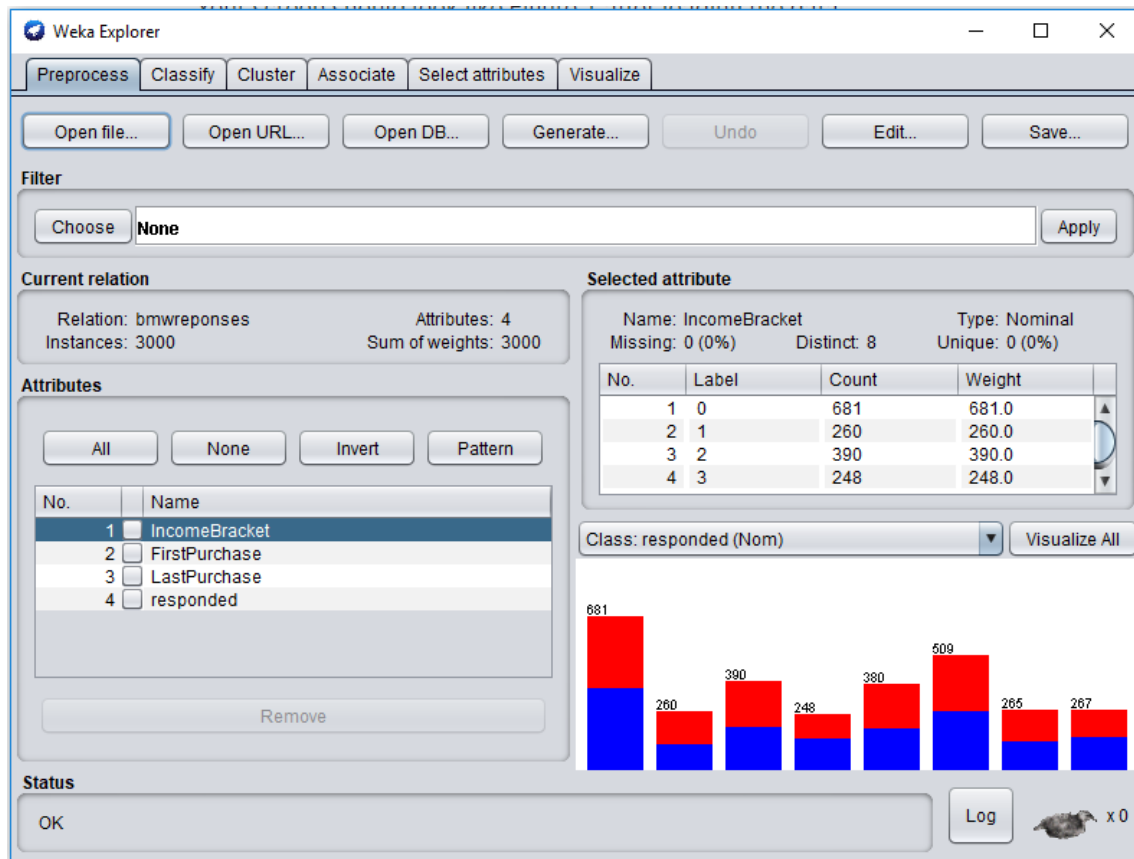 Weka Explorer
Preprocess Classify Cluster Associate Select attributes Visualize
Open file... Open URL... Open DB... Generate... Undo Edit... Save...
Filter
Choose None Apply
Current relation
Relation: bmwreponses Attributes: 4
Instances: 3000 Sum of weights: 3000
Attributes
All None Invert Pattern
No. Name
1 IncomeBracket
2 FirstPurchase
3 LastPurchase
4 responded
Remove
Selected attribute
Name: IncomeBracket Type: Nominal
Missing: 0 (0%) Distinct: 8 Unique: 0 (0%)
No. Label Count Weight
1 0 681 681.0
2 1 260 260.0
3 2 390 390.0
4 3 248 248.0
Class: responded (Nom) Visualize All
681 260 390 248 380 509 265 267
Status
OK Log x 0